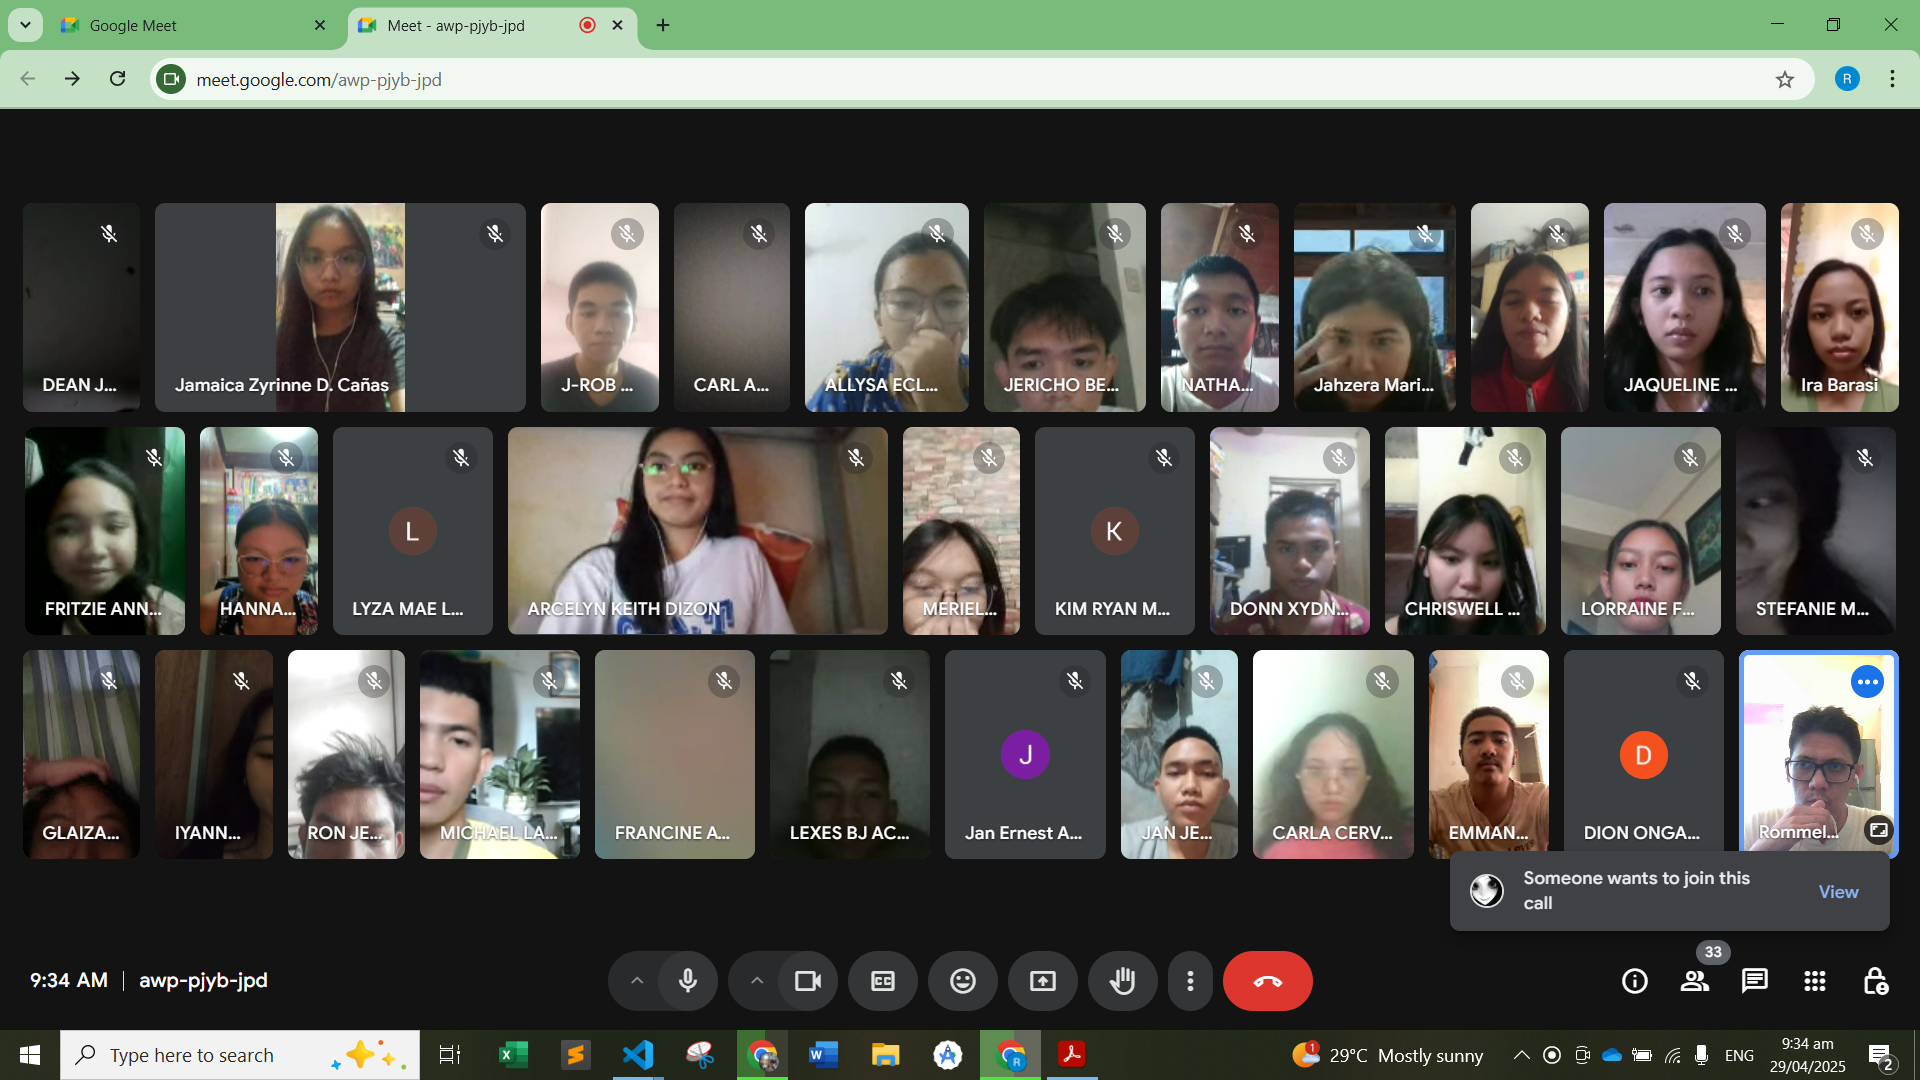 Google Meet
Meet - awp-pjyb-jpd
meet.google.com/awp-pjyb-jpd
R
DEAN J...
Jamaica Zyrinne D. Cañas
J-ROB ...
CARL A...
ALLYSA ECL...
JERICHO BE...
NATHA...
Jahzera Mari...
JAQUELINE ...
Ira Barasi
FRITZIE ANN...
HANNA...
L
LYZA MAE L...
ARCELYN KEITH DIZON
MERIEL...
K
KIM RYAN M...
DONN XYDN...
CHRISWELL ...
LORRAINE F...
STEFANIE M...
GLAIZA...
IYANN...
RON JE...
MICHAEL LA...
FRANCINE A...
LEXES BJ AC...
J
Jan Ernest A...
JAN JE...
CARLA CERV...
EMMAN...
D
DION ONGA...
Rommel...
Someone wants to join this
call
View
9:34 AM
awp-pjyb-jpd
33
Type here to search
1
29°C Mostly sunny
ENG
9:34 am
29/04/2025
2